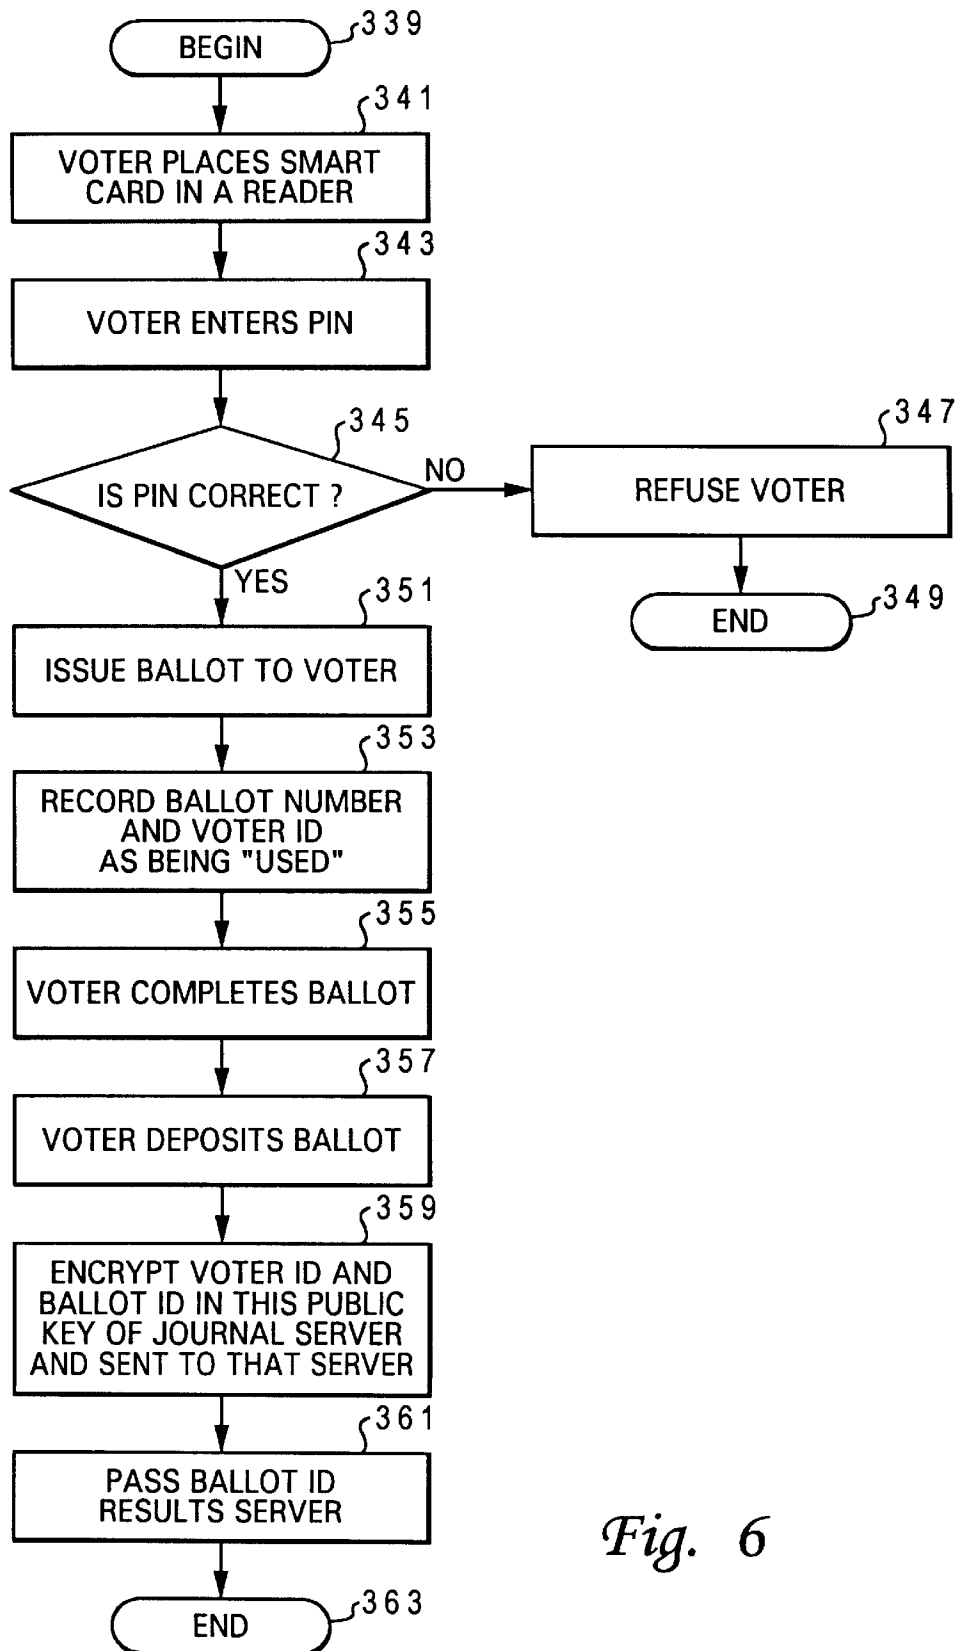 339
BEGIN
341
VOTER PLACES SMART
CARD IN A READER
343
VOTER ENTERS PIN
345
IS PIN CORRECT ?
NO
347
REFUSE VOTER
349
END
YES
351
ISSUE BALLOT TO VOTER
353
RECORD BALLOT NUMBER
AND VOTER ID
AS BEING "USED"
355
VOTER COMPLETES BALLOT
357
VOTER DEPOSITS BALLOT
359
ENCRYPT VOTER ID AND
BALLOT ID IN THIS PUBLIC
KEY OF JOURNAL SERVER
AND SENT TO THAT SERVER
361
PASS BALLOT ID
RESULTS SERVER
363
END
Fig. 6